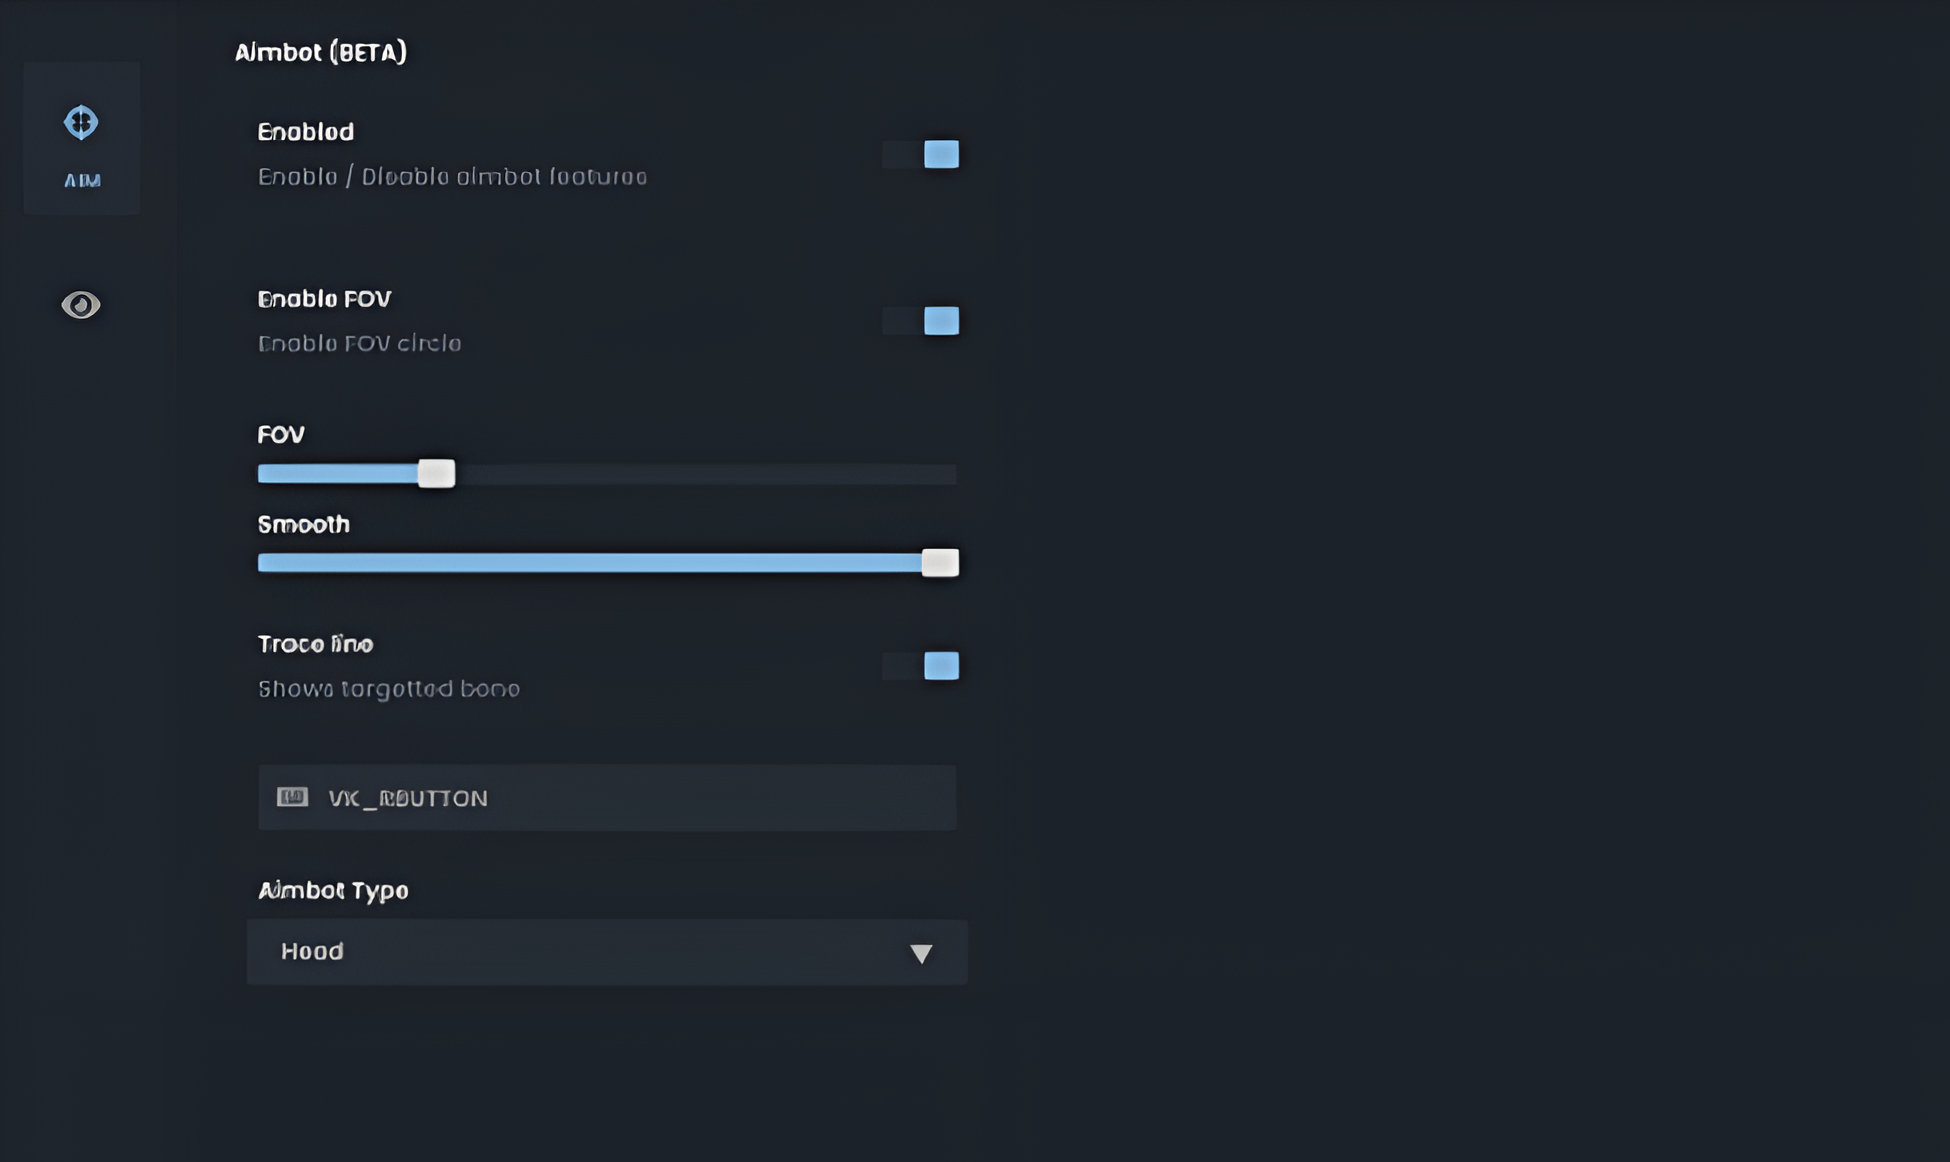 Aimbot (BETA)
Enabled
Enable / Disable aimbot features
AIM
Enable FOV
Enable FOV circle
FOV
Smooth
Trace line
Shows targetted bone
VK_RBUTTON
Aimbot Type
Head